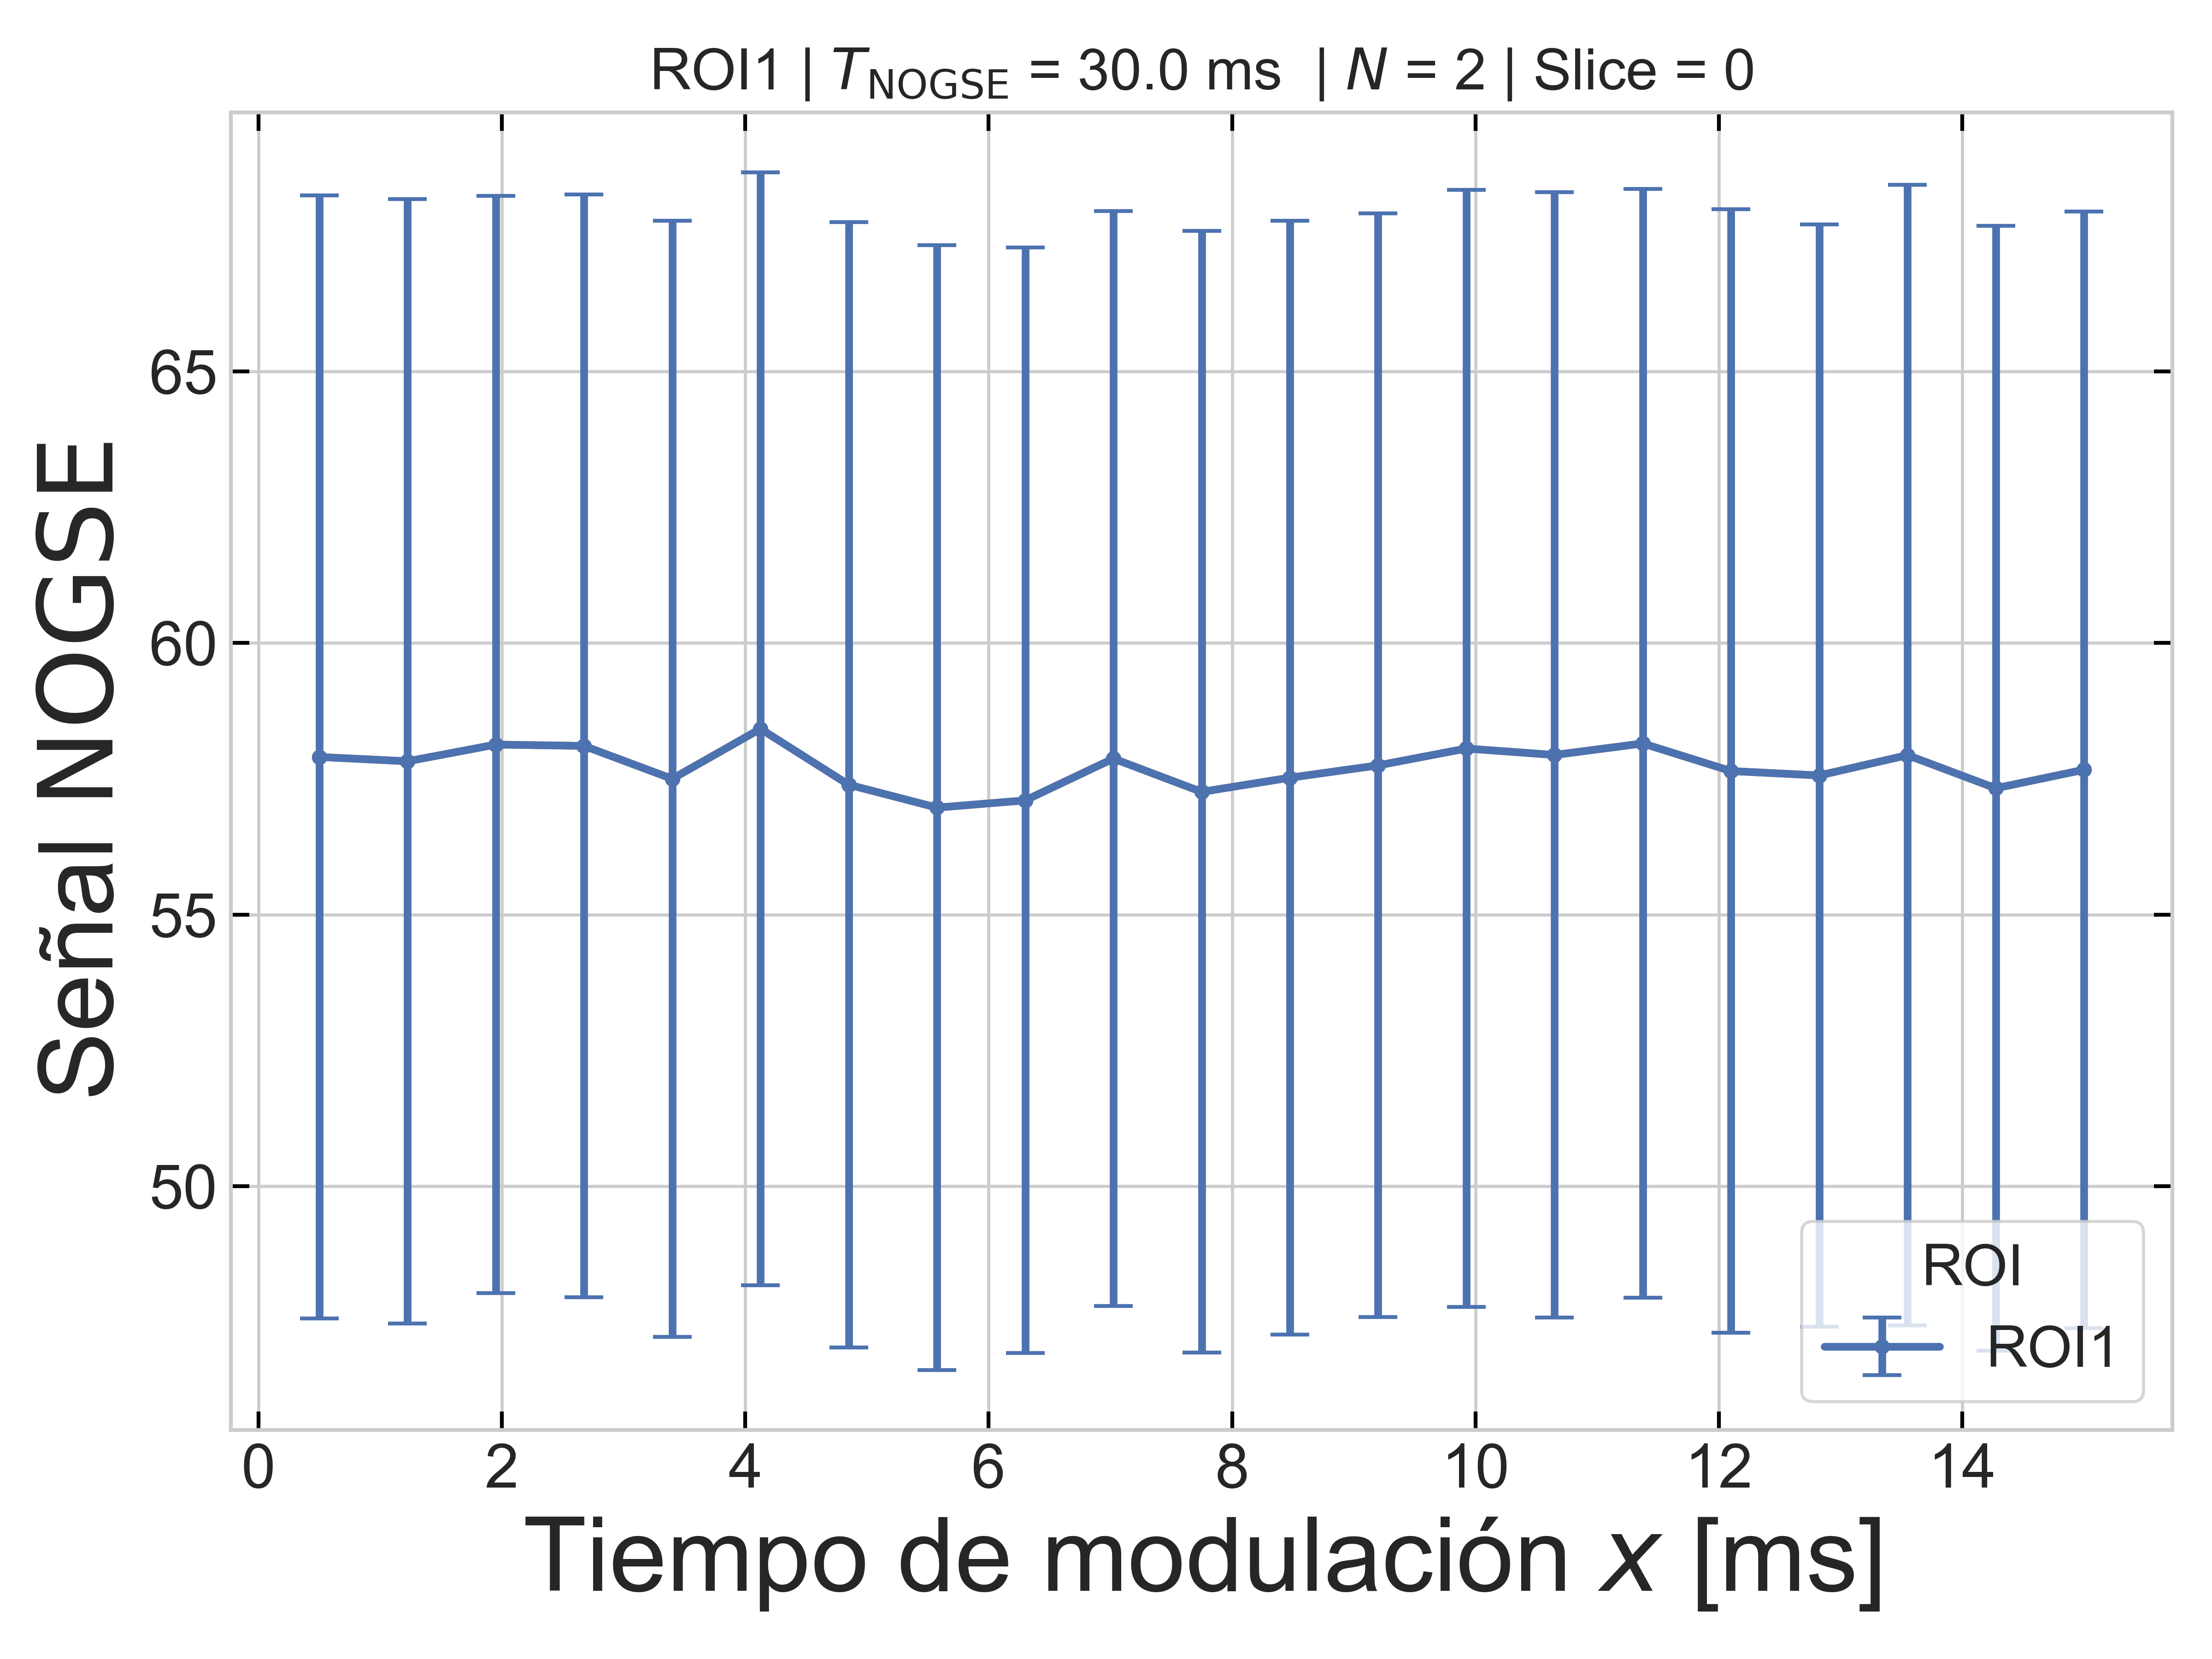 ROI1 | T_NOGSE = 30.0 ms | N = 2 | Slice = 0
Señal NOGSE
65
60
55
50
ROI
ROI1
0 2 4 6 8 10 12 14
Tiempo de modulación x [ms]